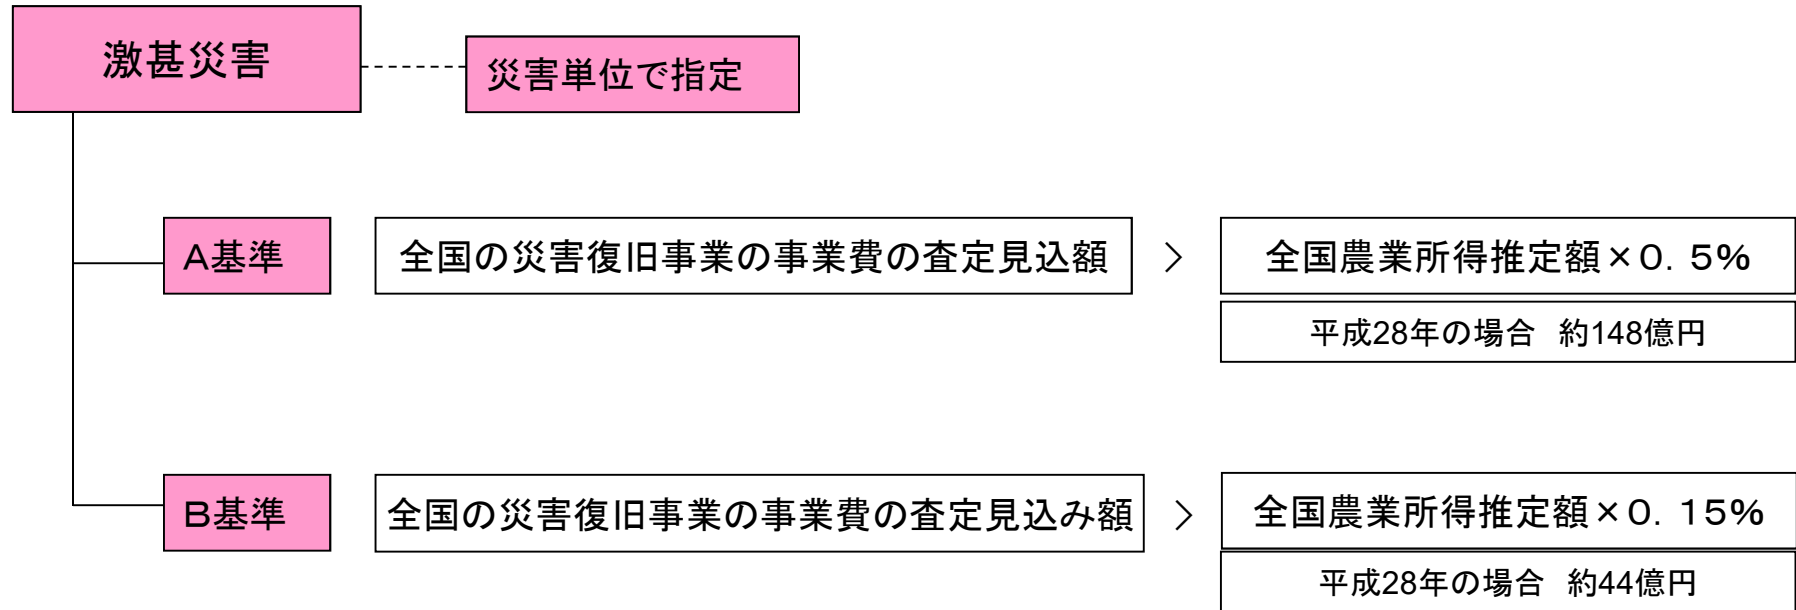 激甚災害
災害単位で指定
A基準
全国の災害復旧事業の事業費の査定見込額
＞
全国農業所得推定額×0.5%
平成28年の場合　約148億円
B基準
全国の災害復旧事業の事業費の査定見込み額
＞
全国農業所得推定額×0.15%
平成28年の場合　約44億円